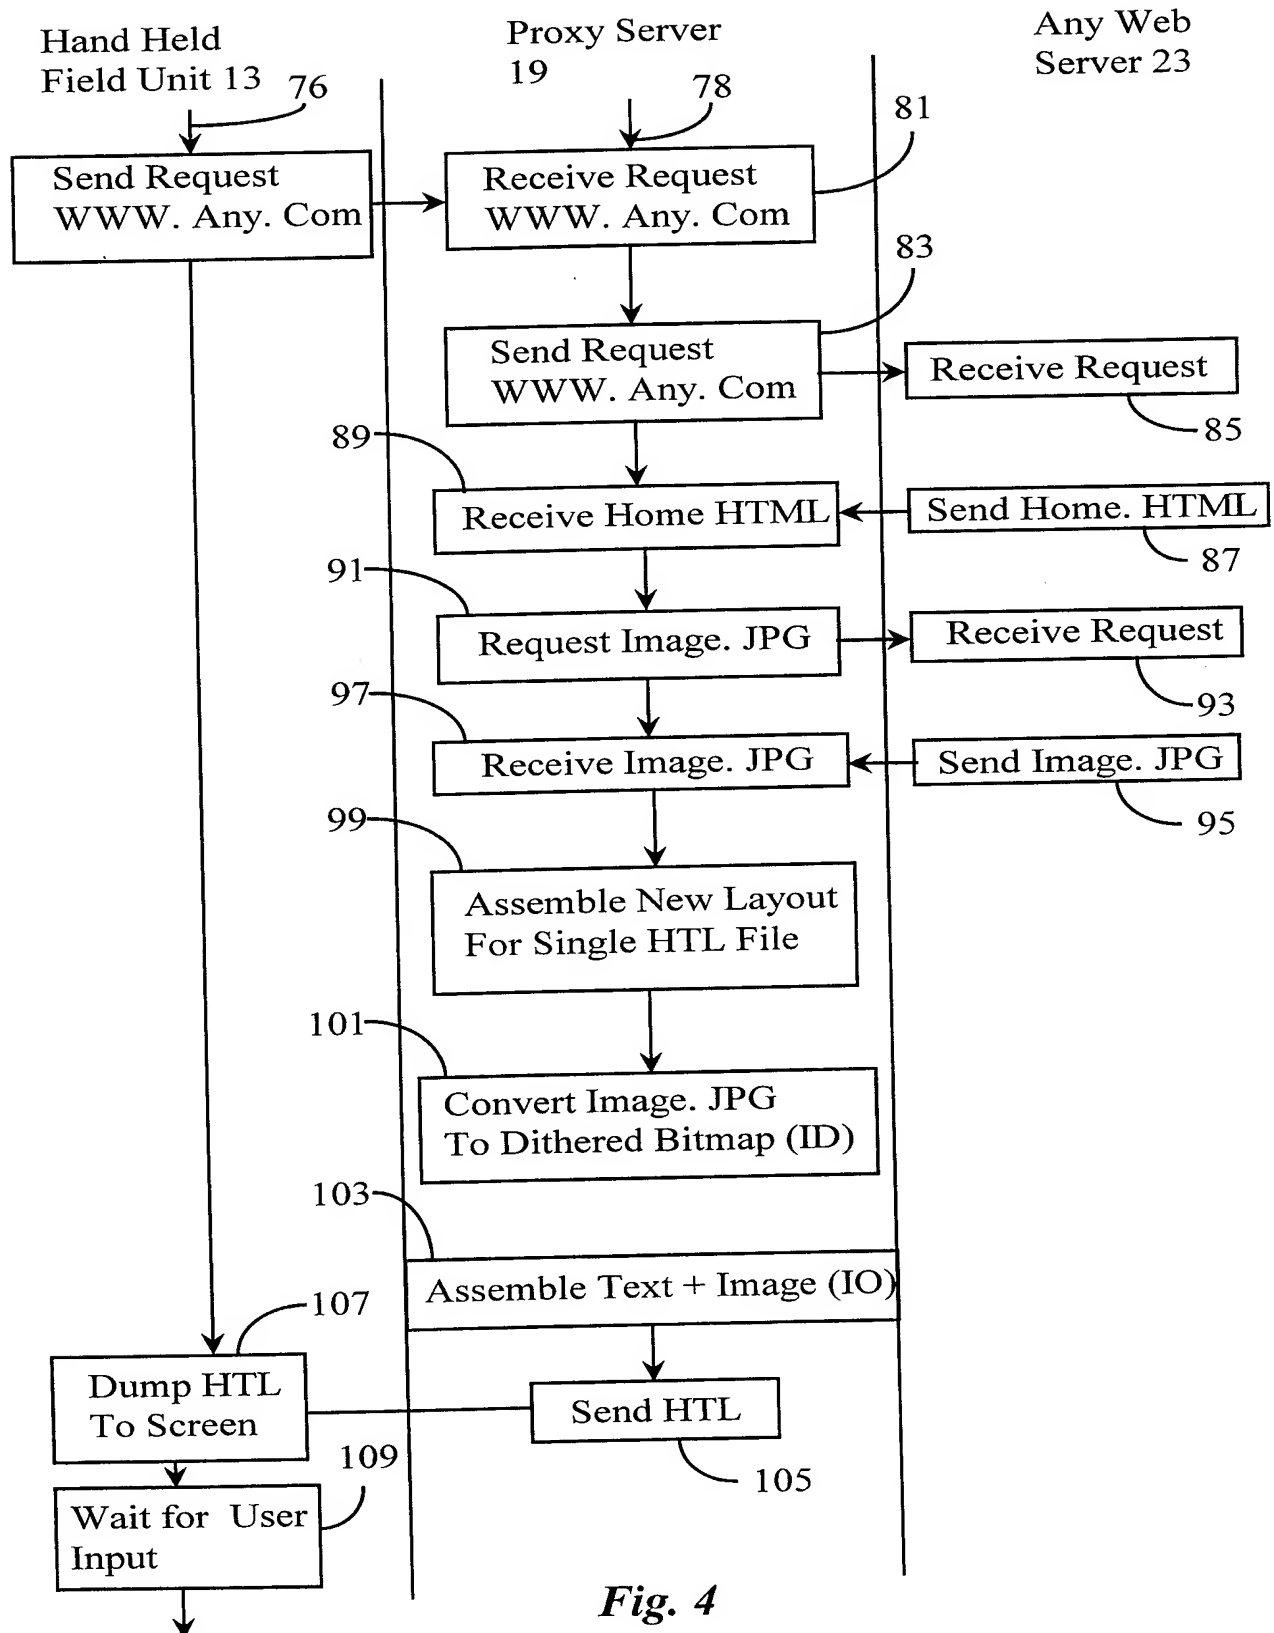 Hand Held
Field Unit 13
76
Proxy Server
19
78
Any Web
Server 23
81
Send Request
WWW. Any. Com
Receive Request
WWW. Any. Com
83
Send Request
WWW. Any. Com
Receive Request
85
89
Receive Home HTML
Send Home. HTML
87
91
Request Image. JPG
Receive Request
93
97
Receive Image. JPG
Send Image. JPG
95
99
Assemble New Layout
For Single HTL File
101
Convert Image. JPG
To Dithered Bitmap (ID)
103
Assemble Text + Image (IO)
107
Dump HTL
To Screen
Send HTL
105
109
Wait for User
Input
Fig. 4